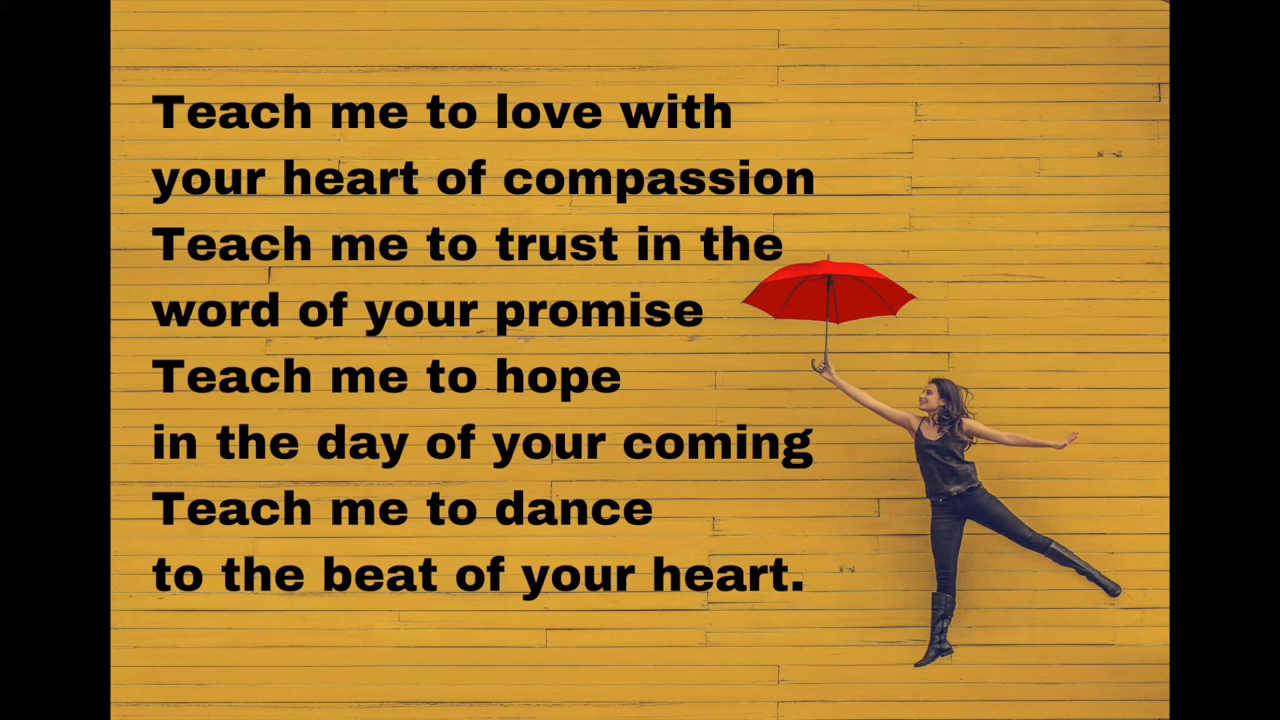 Teach me to love with
your heart of compassion
Teach me to trust in the
word of your promise
Teach me to hope
in the day of your coming
Teach me to dance
to the beat of your heart.